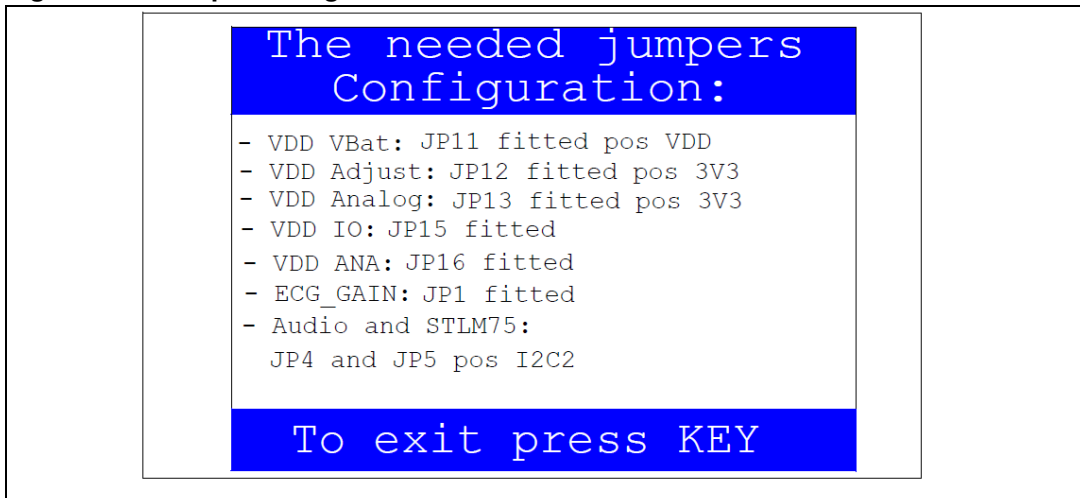 The needed jumpers
Configuration:
- VDD VBat: JP11 fitted pos VDD
- VDD Adjust: JP12 fitted pos 3V3
- VDD Analog: JP13 fitted pos 3V3
- VDD IO: JP15 fitted
- VDD ANA: JP16 fitted
- ECG_GAIN: JP1 fitted
- Audio and STLM75:
JP4 and JP5 pos I2C2
To exit press KEY